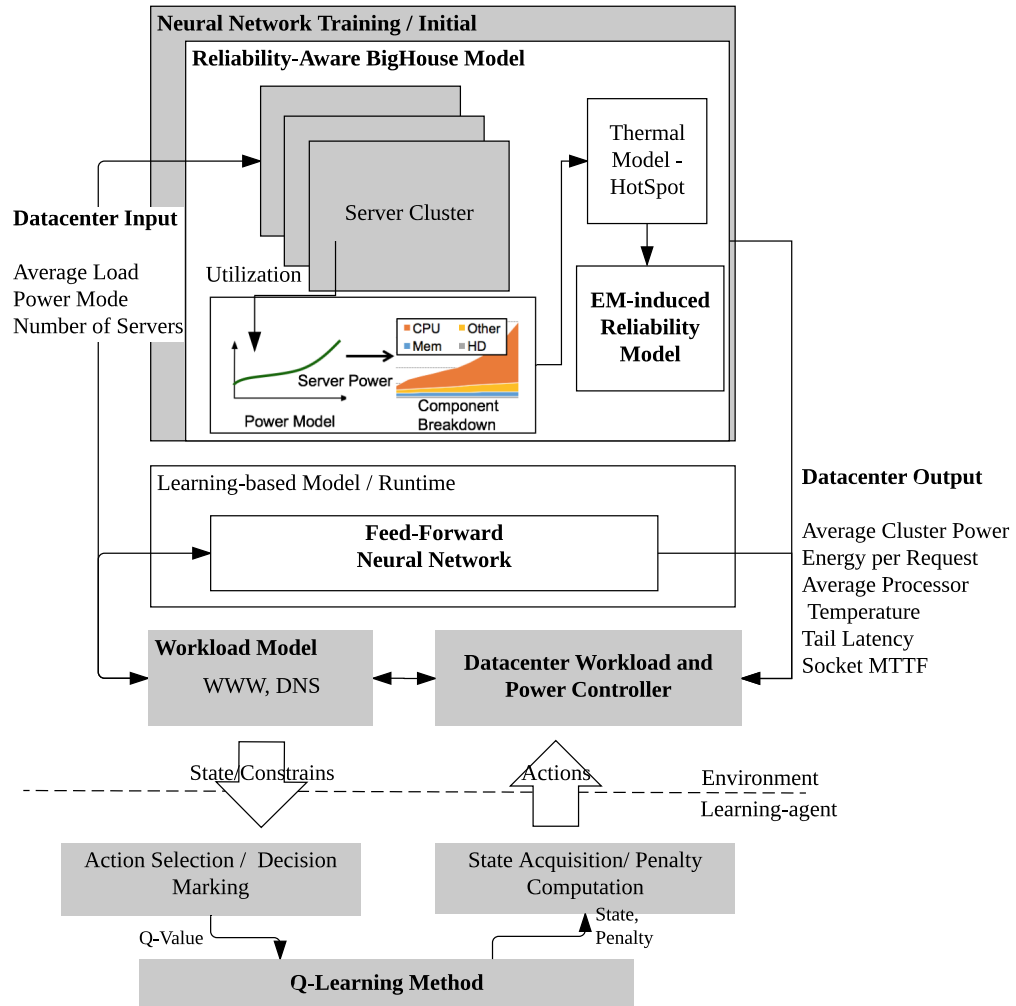 Neural Network Training / Initial
Reliability-Aware BigHouse Model
Thermal
Model -
HotSpot
Server Cluster
Datacenter Input
Average Load
Power Mode
Number of Servers
Utilization
EM-induced
Reliability
Model
CPU
Other
Mem
HD
Server Power
Power Model
Component
Breakdown
Learning-based Model / Runtime
Feed-Forward
Neural Network
Datacenter Output
Average Cluster Power
Energy per Request
Average Processor
Temperature
Tail Latency
Socket MTTF
Workload Model
WWW, DNS
Datacenter Workload and
Power Controller
State/Constrains
Actions
Environment
Learning-agent
Action Selection / Decision
Marking
State Acquisition/ Penalty
Computation
Q-Value
State,
Penalty
Q-Learning Method